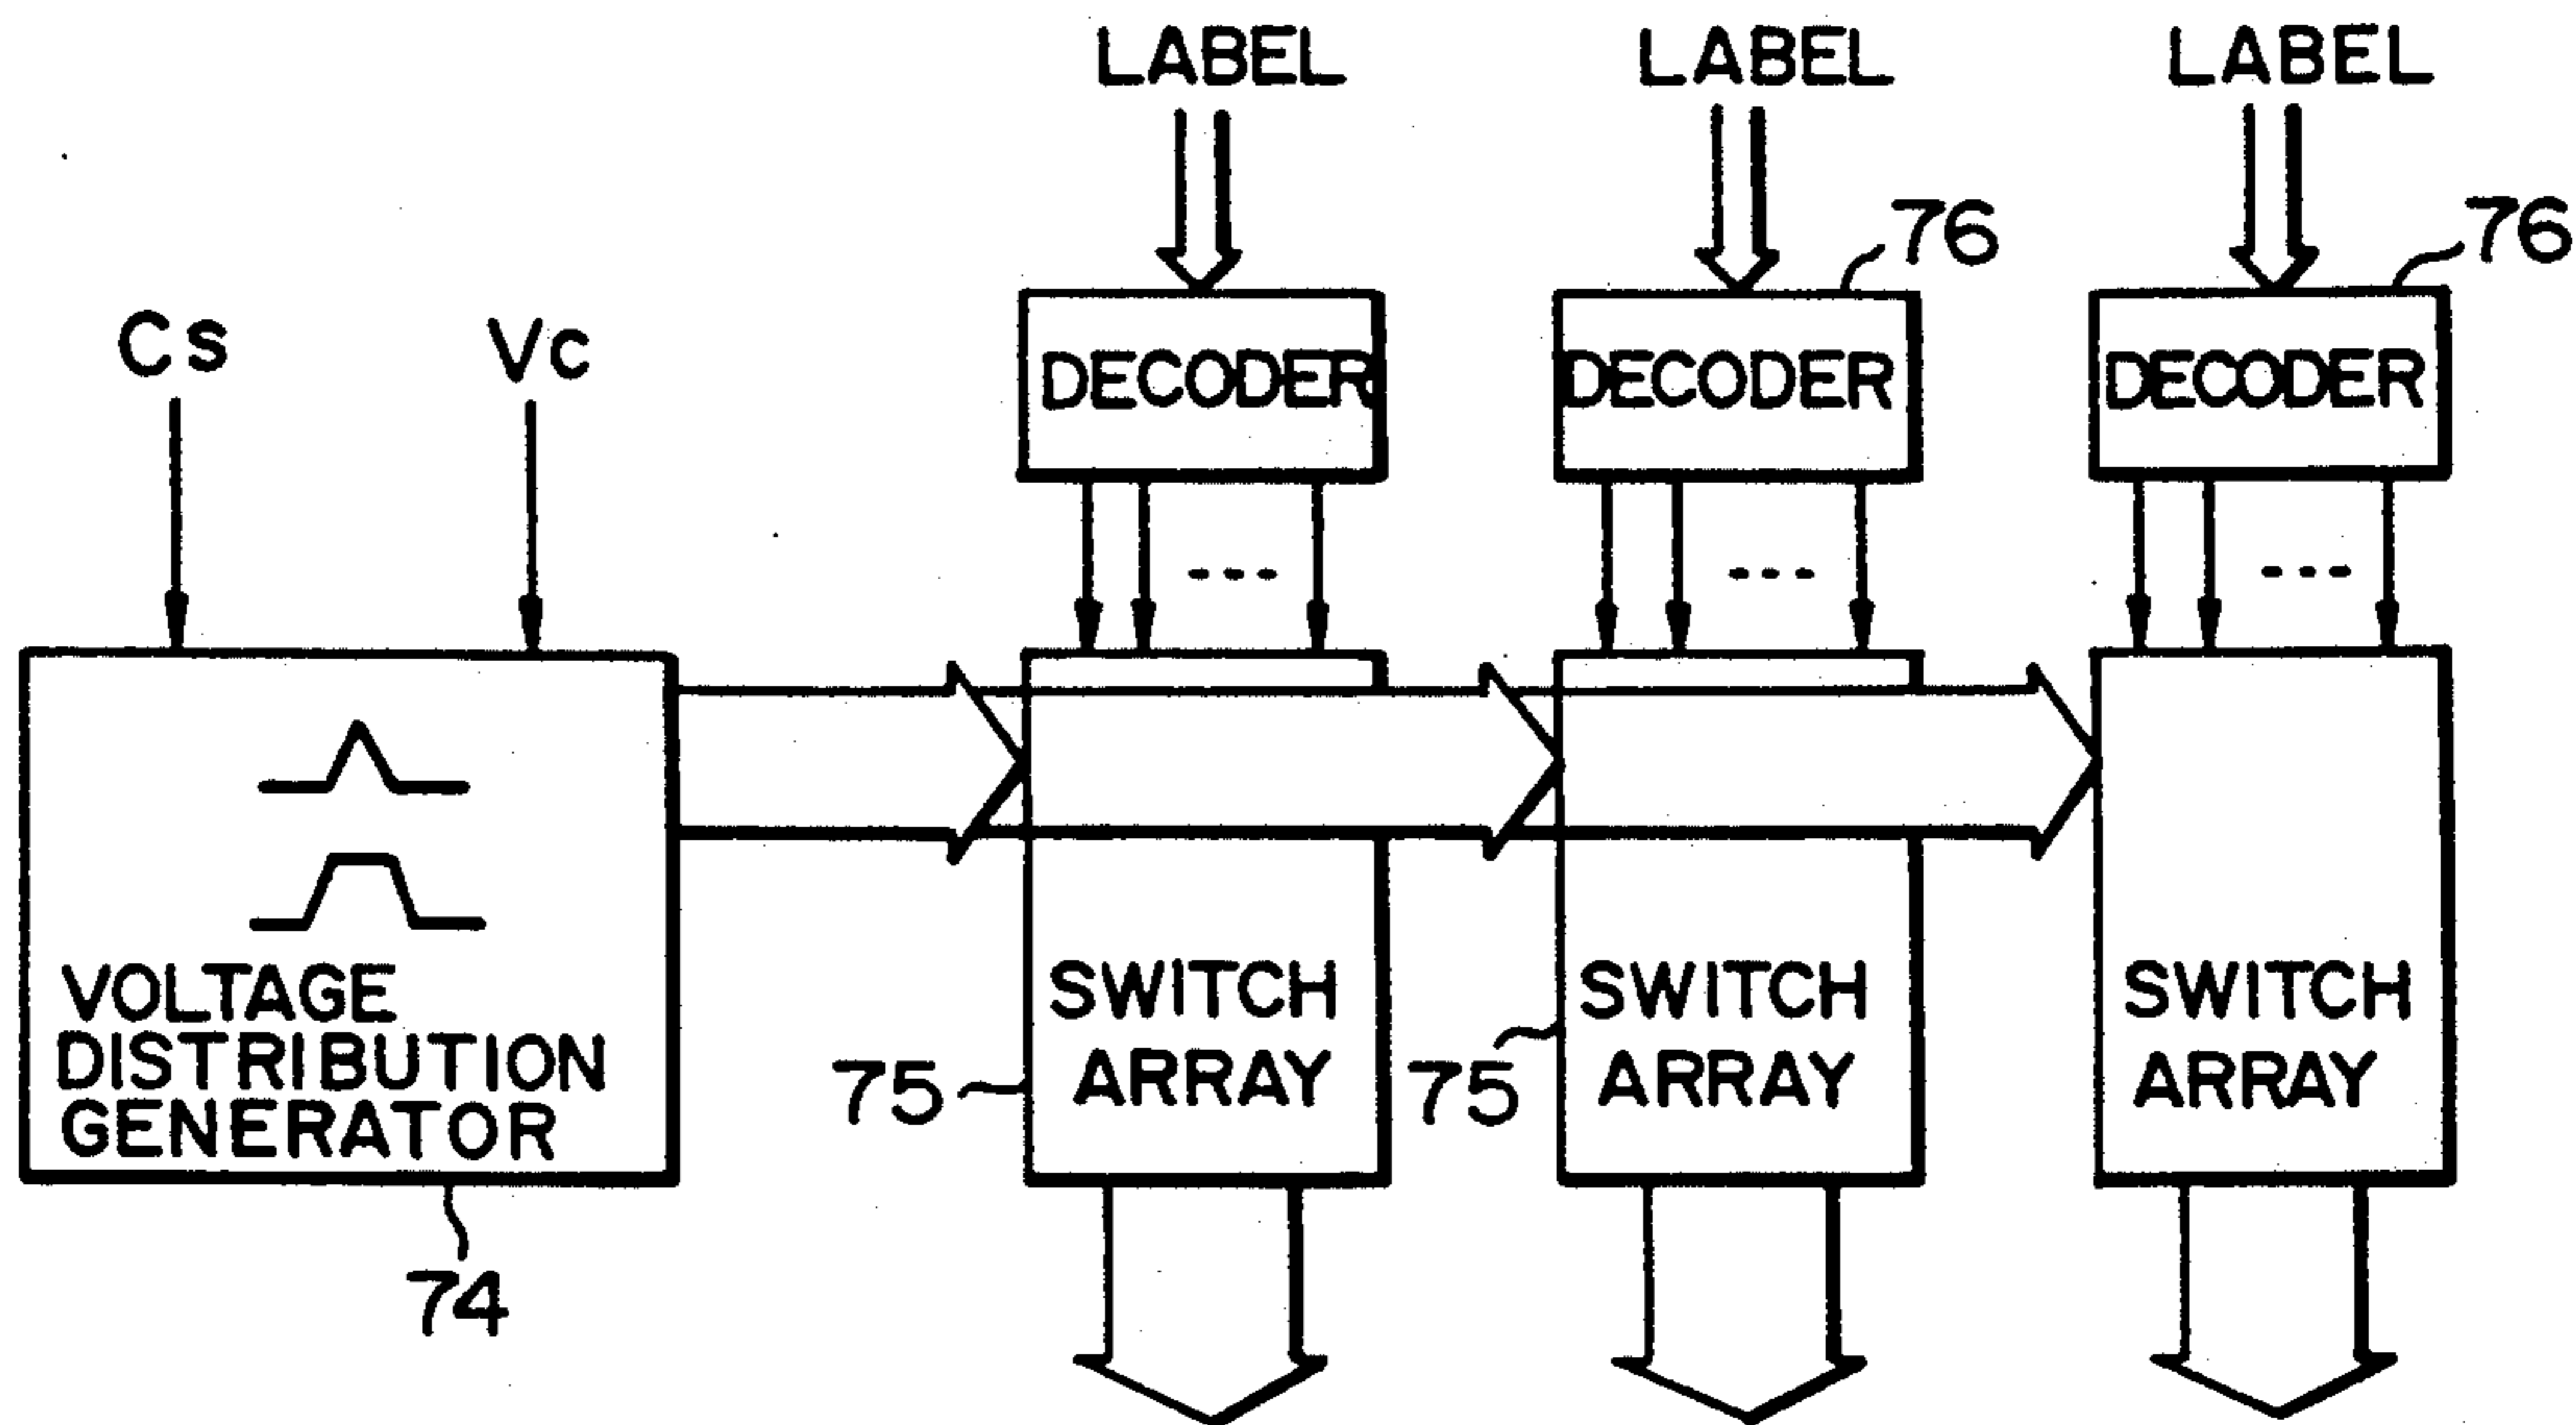 LABEL LABEL LABEL
76 76
Cs Vc DECODER DECODER DECODER
VOLTAGE
DISTRIBUTION
GENERATOR
SWITCH
ARRAY
SWITCH
ARRAY
SWITCH
ARRAY
75 75
74